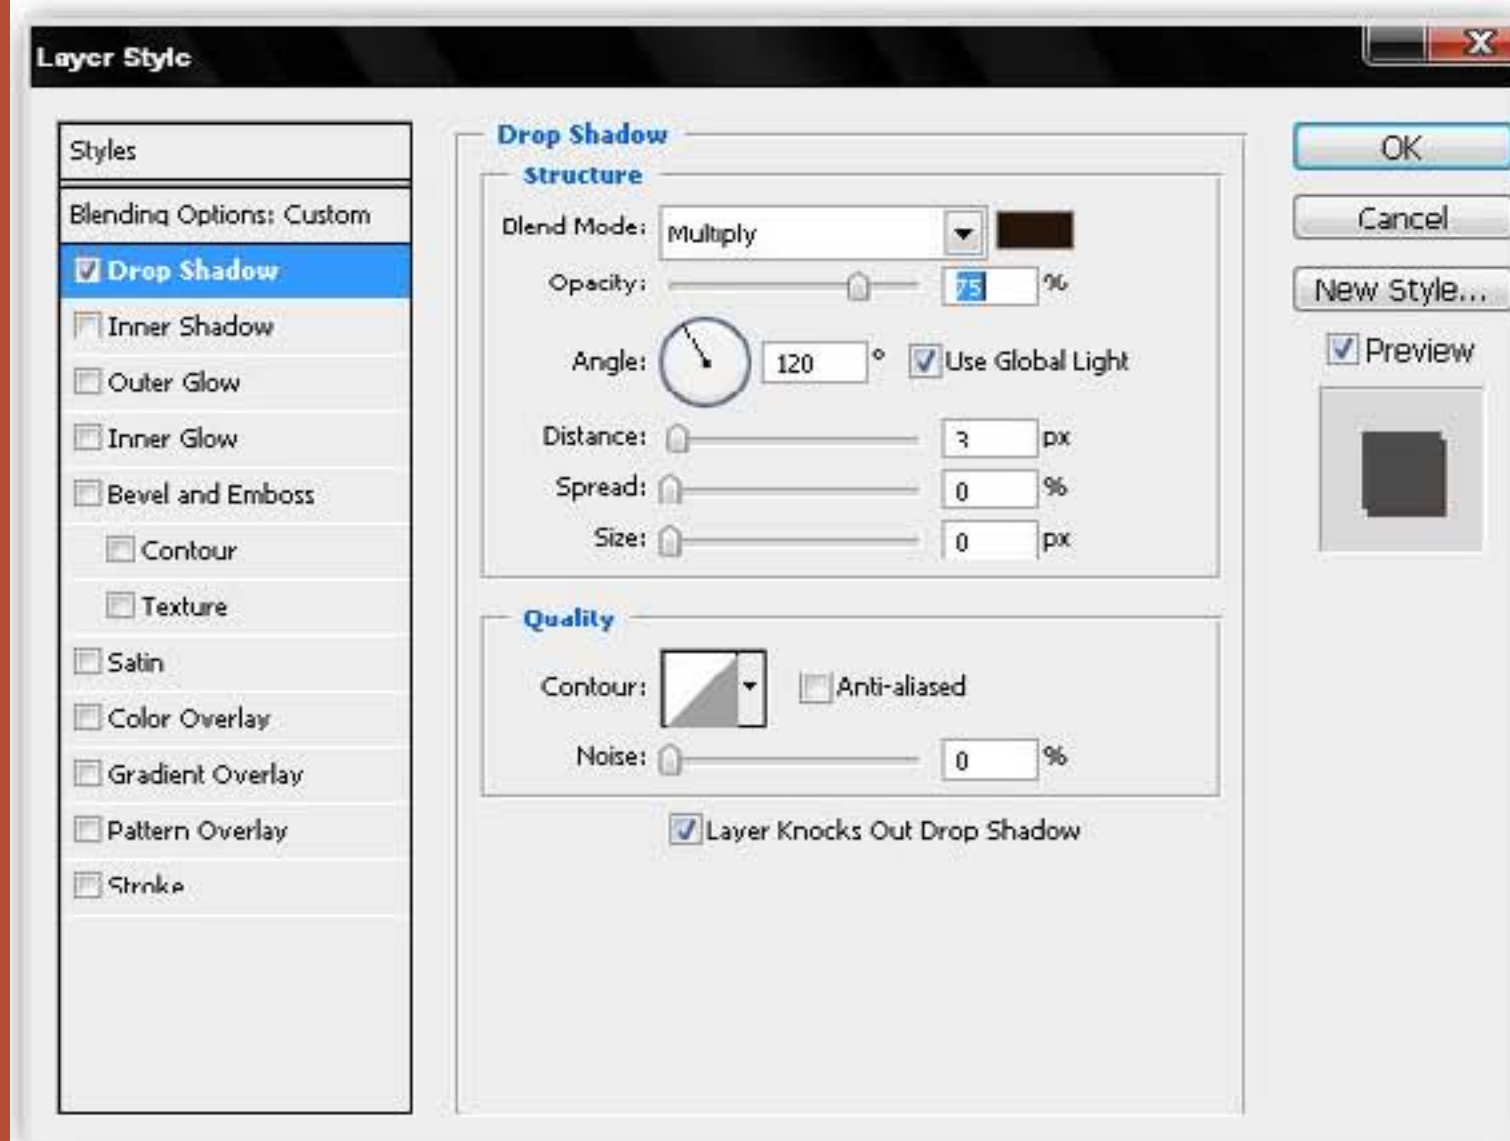 Layer Style
Styles
Blending Options: Custom
Drop Shadow
Inner Shadow
Outer Glow
Inner Glow
Bevel and Emboss
Contour
Texture
Satin
Color Overlay
Gradient Overlay
Pattern Overlay
Stroke
Drop Shadow
Structure
Blend Mode: Multiply
Opacity: 75 %
Angle: 120 ° Use Global Light
Distance: 3 px
Spread: 0 %
Size: 0 px
Quality
Contour: Anti-aliased
Noise: 0 %
Layer Knocks Out Drop Shadow
OK
Cancel
New Style...
Preview